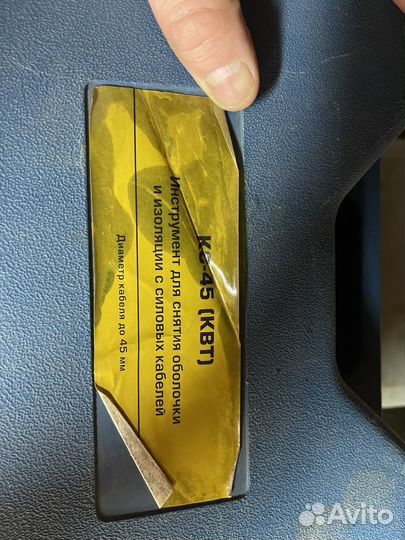 КС-45 (КВТ)
Инструмент для снятия оболочки
и изоляции с силовых кабелей
Диаметр кабеля до 45 мм
Avito